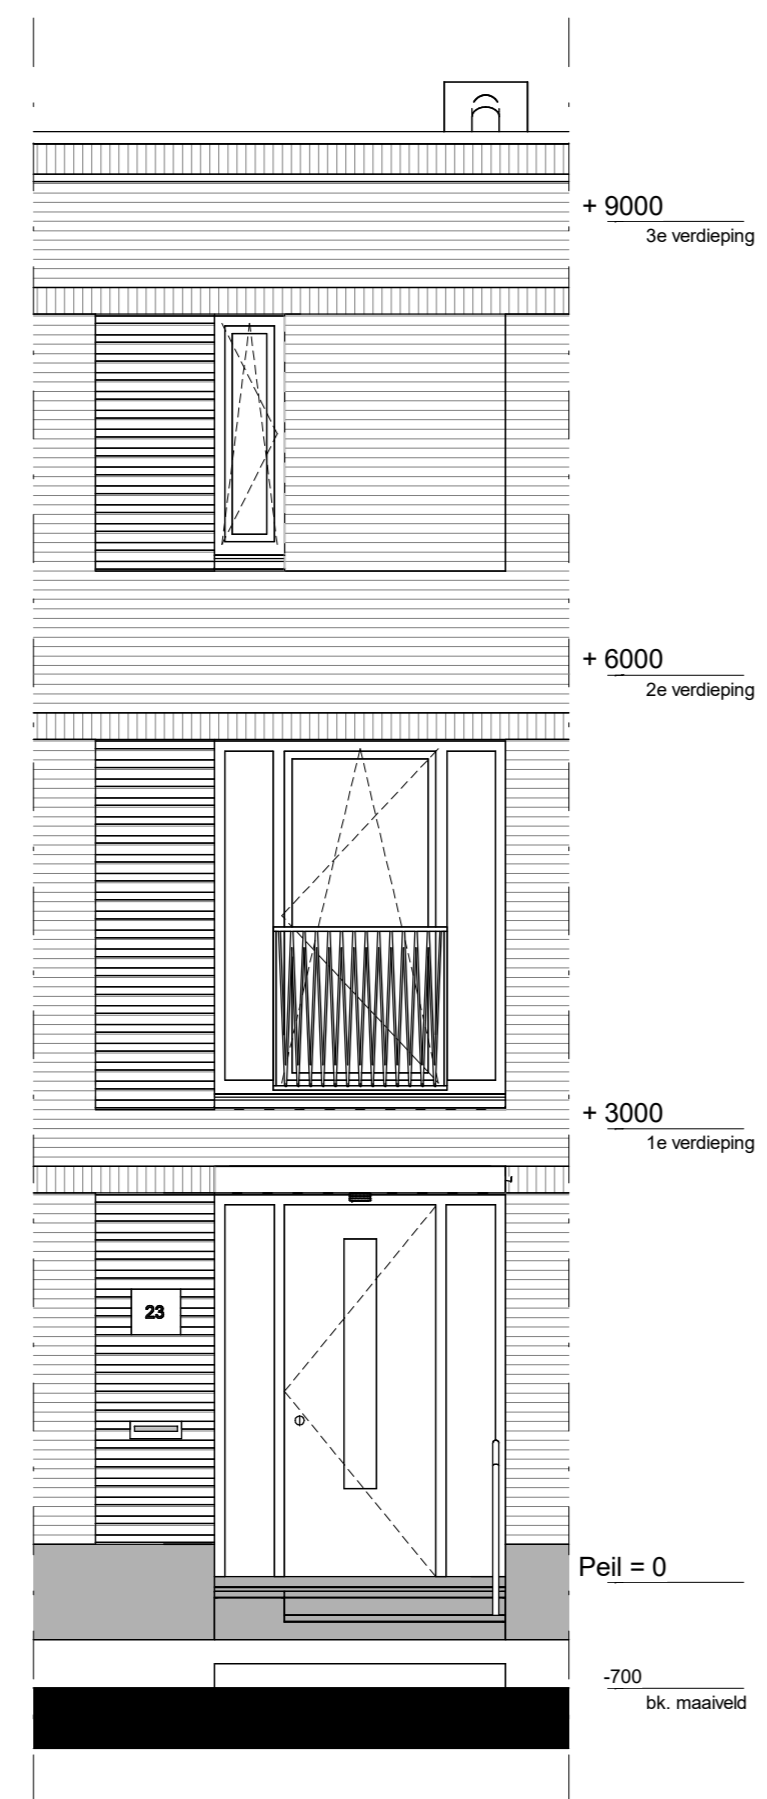 + 9000
3e verdieping
+ 6000
2e verdieping
+ 3000
1e verdieping
23
Peil = 0
-700
bk. maaiveld